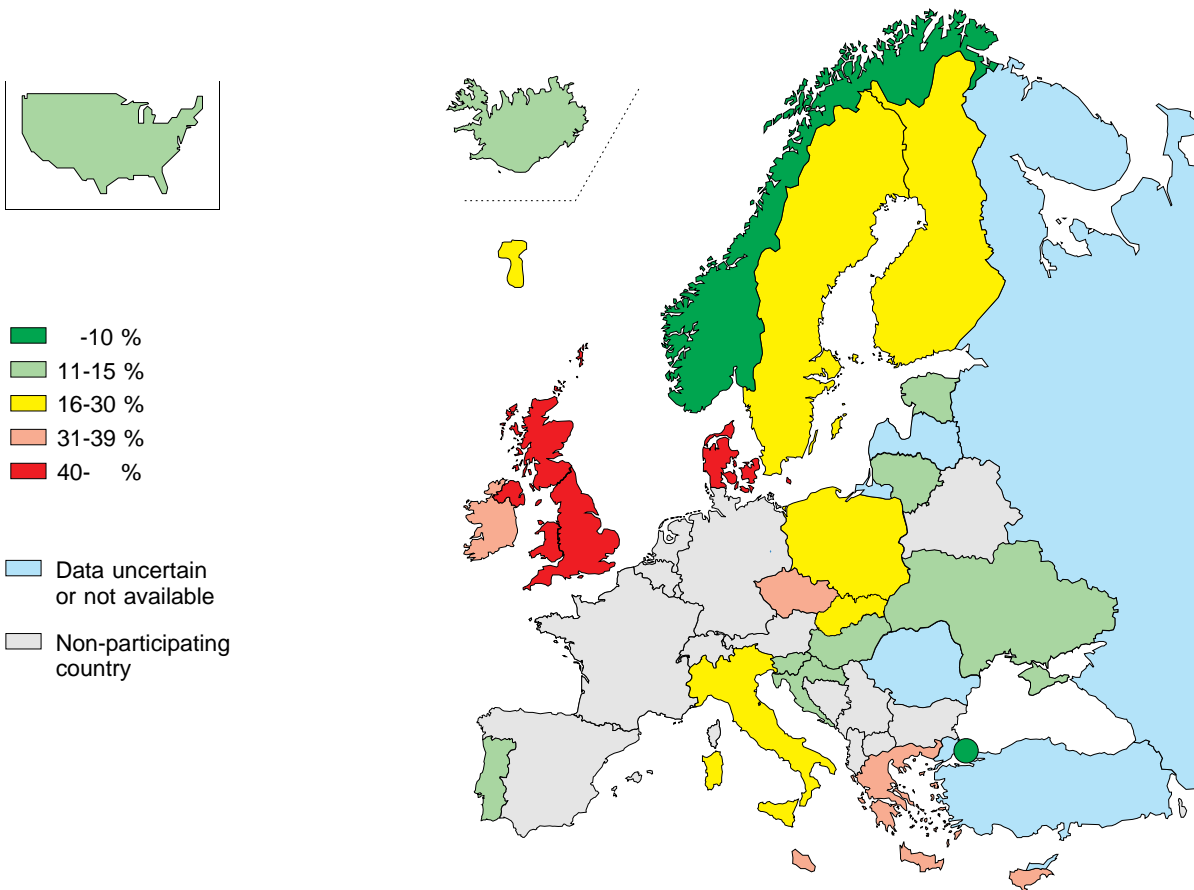 -10 %
11-15 %
16-30 %
31-39 %
40- %
Data uncertain
or not available
Non-participating
country